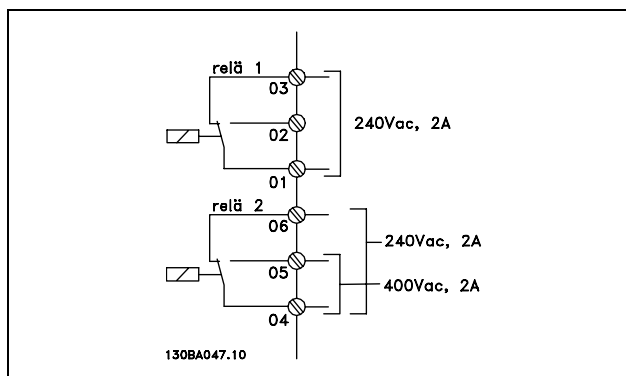 relä 1
03
02
240Vac, 2A
01
relä 2
06
240Vac, 2A
05
400Vac, 2A
04
130BA047.10